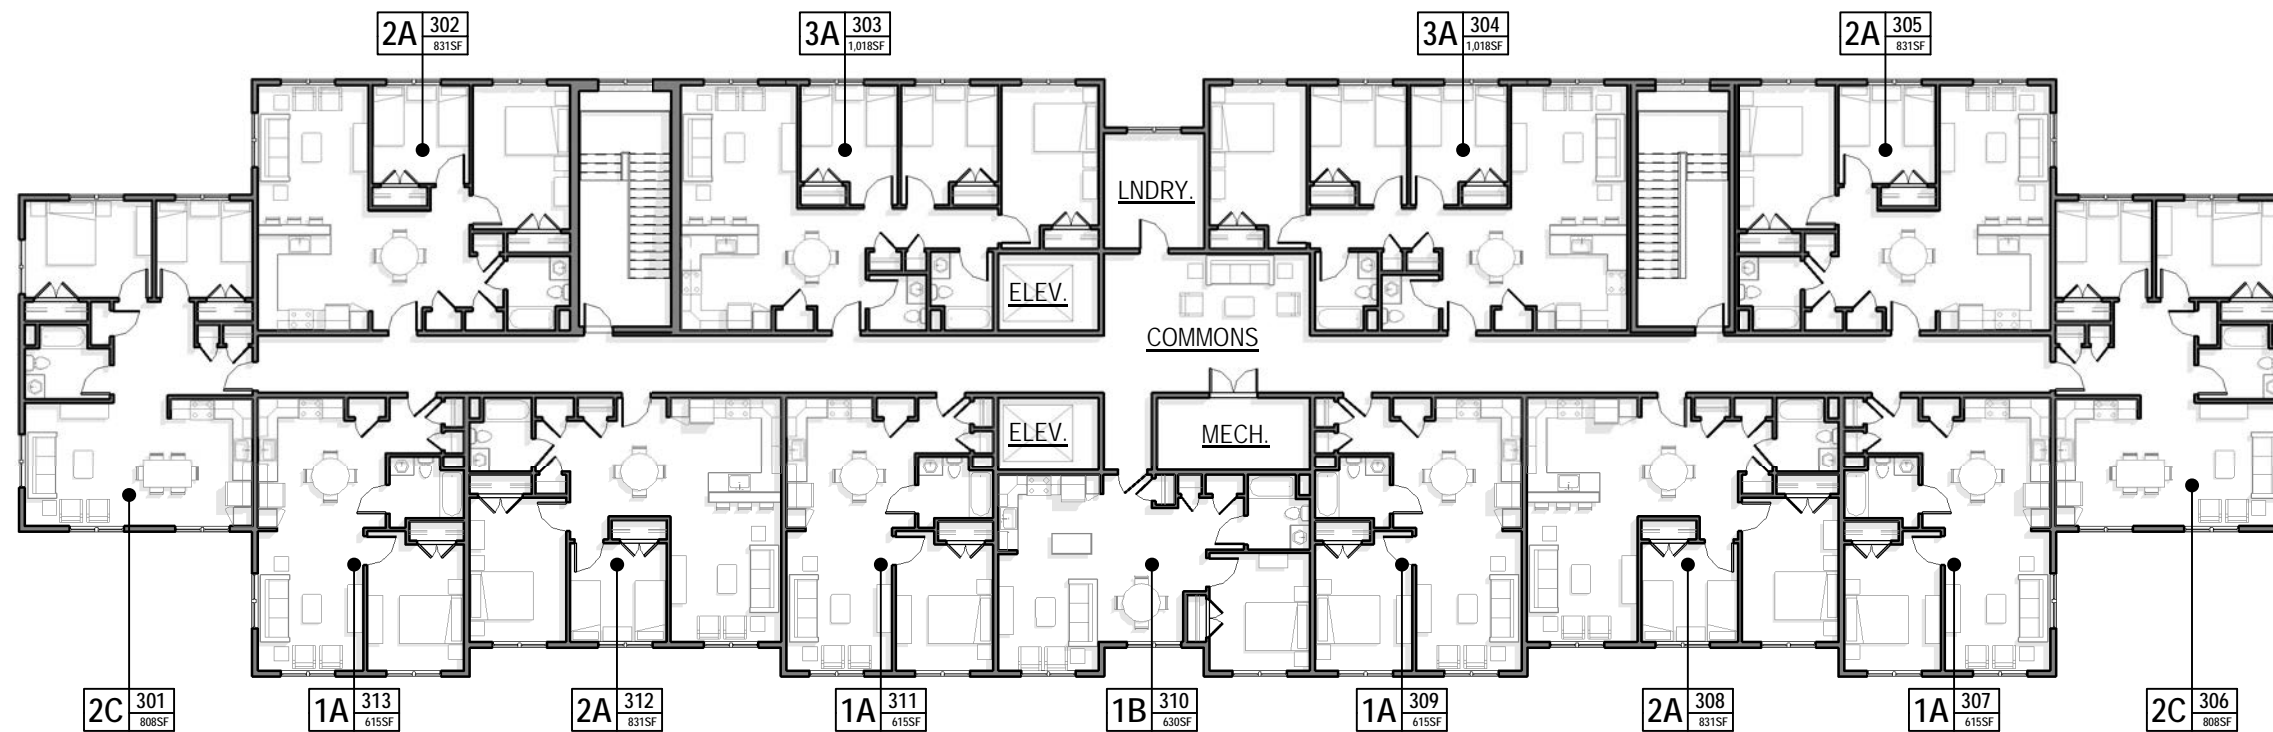 2A 302 831SF
3A 303 1,018SF
3A 304 1,018SF
2A 305 831SF
LNDRY.
ELEV.
COMMONS
ELEV.
MECH.
2C 301 808SF
1A 313 615SF
2A 312 831SF
1A 311 615SF
1B 310 630SF
1A 309 615SF
2A 308 831SF
1A 307 615SF
2C 306 808SF